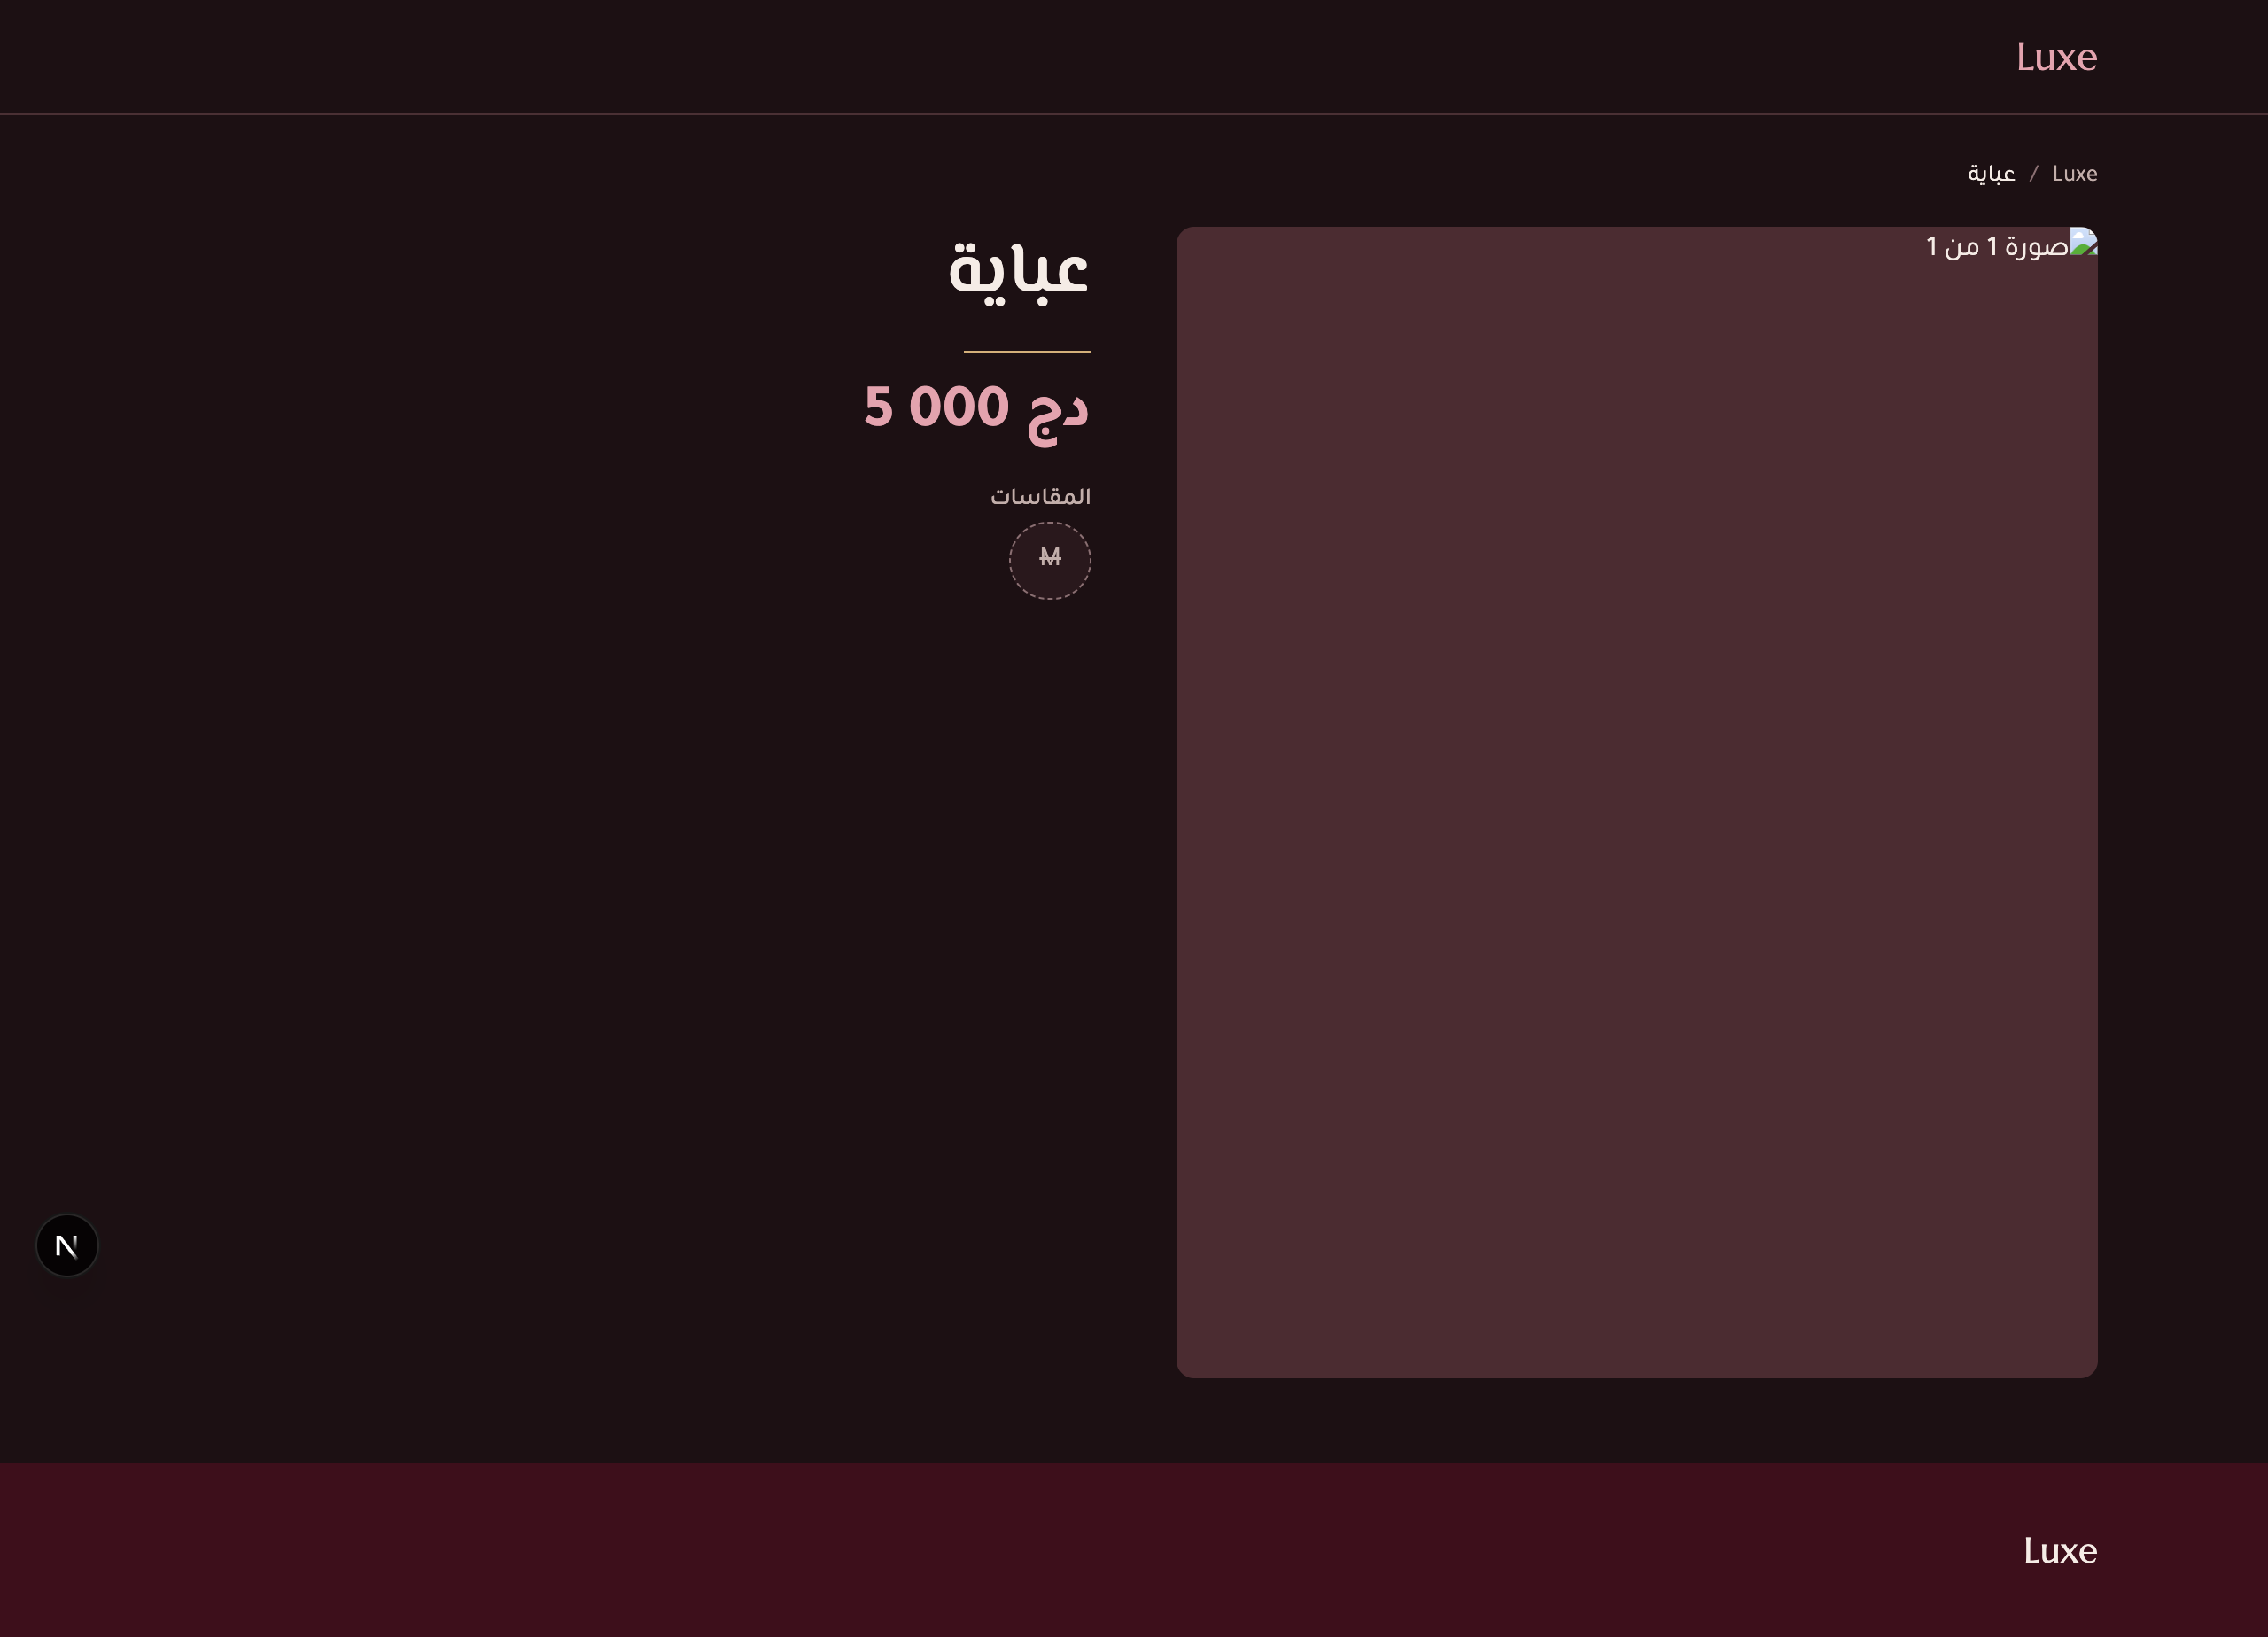 Luxe
Luxe / عباية
صورة 1 من 1
عباية
دج 5 000
المقاسات
M
N
Luxe